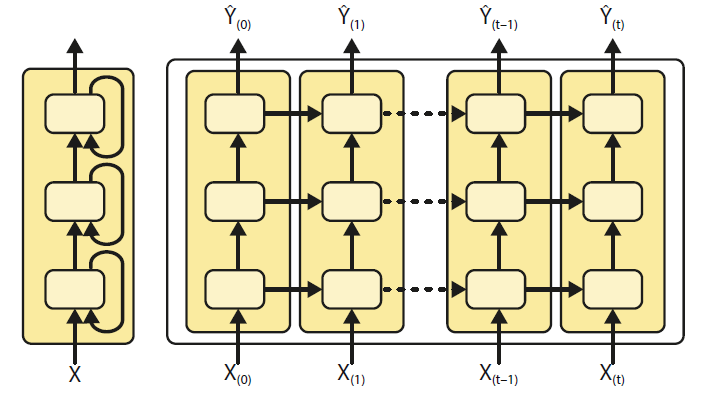 Ŷ(0) Ŷ(1) Ŷ(t–1) Ŷ(t)
X X(0) X(1) X(t–1) X(t)